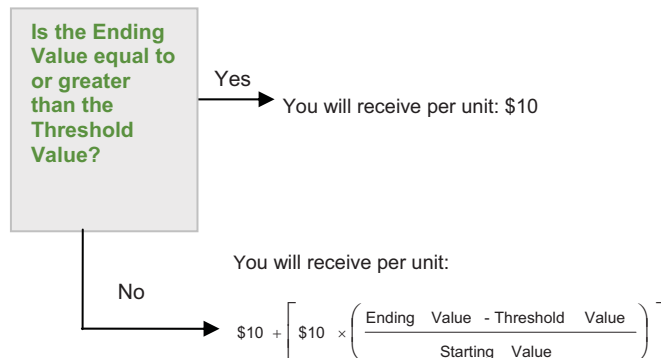 Is the Ending
Value equal to
or greater
than the
Threshold
Value?
Yes
You will receive per unit: $10
You will receive per unit:
No
$10 + [ $10 × ( Ending Value - Threshold Value
Starting Value ) ]